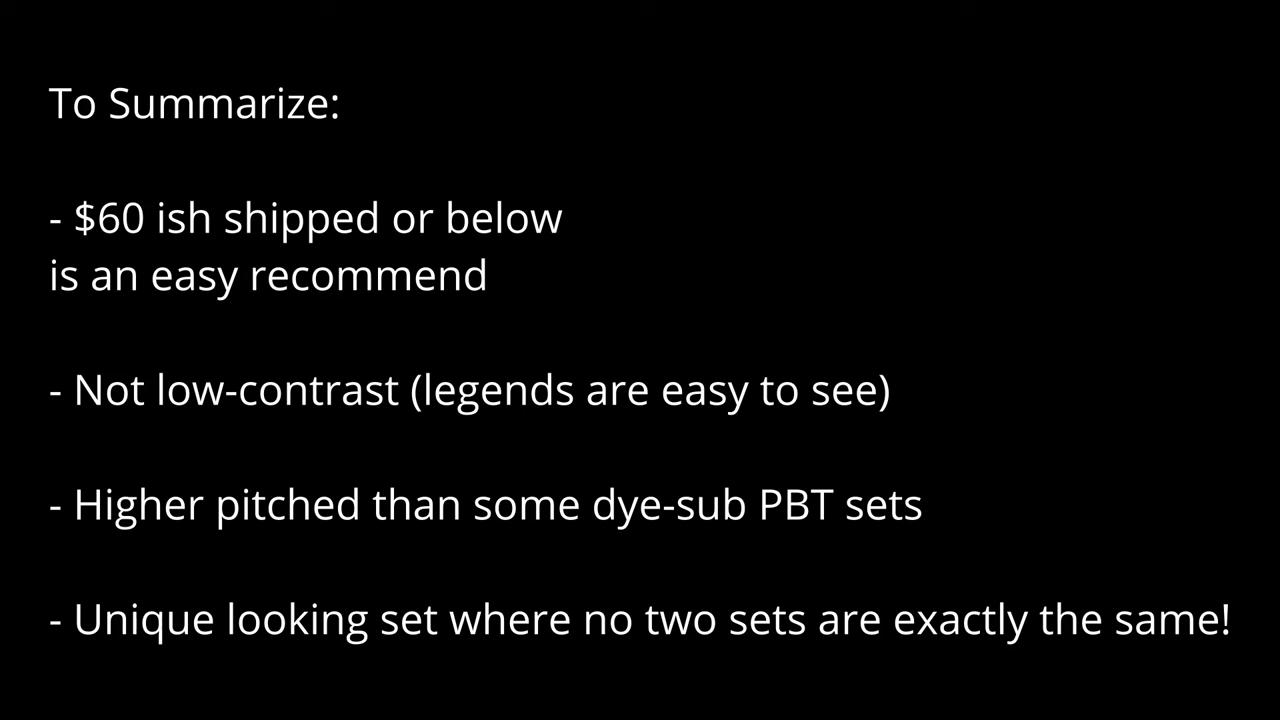 To Summarize:
- $60 ish shipped or below
is an easy recommend
- Not low-contrast (legends are easy to see)
- Higher pitched than some dye-sub PBT sets
- Unique looking set where no two sets are exactly the same!